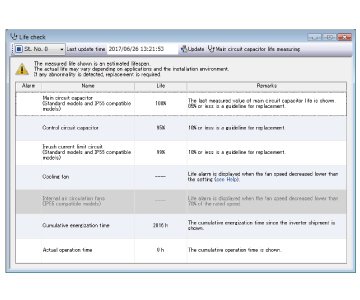 Life check
St. No. 0 Last update time 2017/06/26 13:21:53 Update Main circuit capacitor life measuring
The measured life shown is an estimated lifespan.
The actual life may vary depending on applications and the installation environment.
If any abnormality is detected, replacement is required.
Alarm Name Life Remarks
Main circuit capacitor
(Standard models and IP55 compatible
models)
100%
The last measured value of main circuit capacitor life is shown.
85% or less is a guideline for replacement.
Control circuit capacitor 95% 10% or less is a guideline for replacement.
Inrush current limit circuit
(Standard models and IP55 compatible
models)
99% 10% or less is a guideline for replacement.
Cooling fan ----
Life alarm is displayed when the fan speed decreased lower than
the setting (see Help).
Internal air circulation fans
(IP55 compatible models)
----
Life alarm is displayed when the fan speed decreased lower than
70% of the rated speed.
Cumulative energization time 2016 h
The cumulative energization time since the inverter shipment is
shown.
Actual operation time 0 h The cumulative operation time is shown.